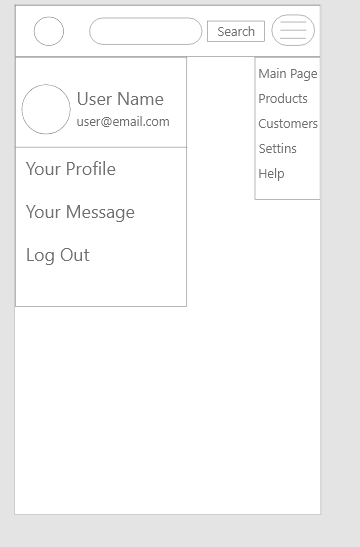 Search
User Name
user@email.com
Your Profile
Your Message
Log Out
Main Page
Products
Customers
Settins
Help